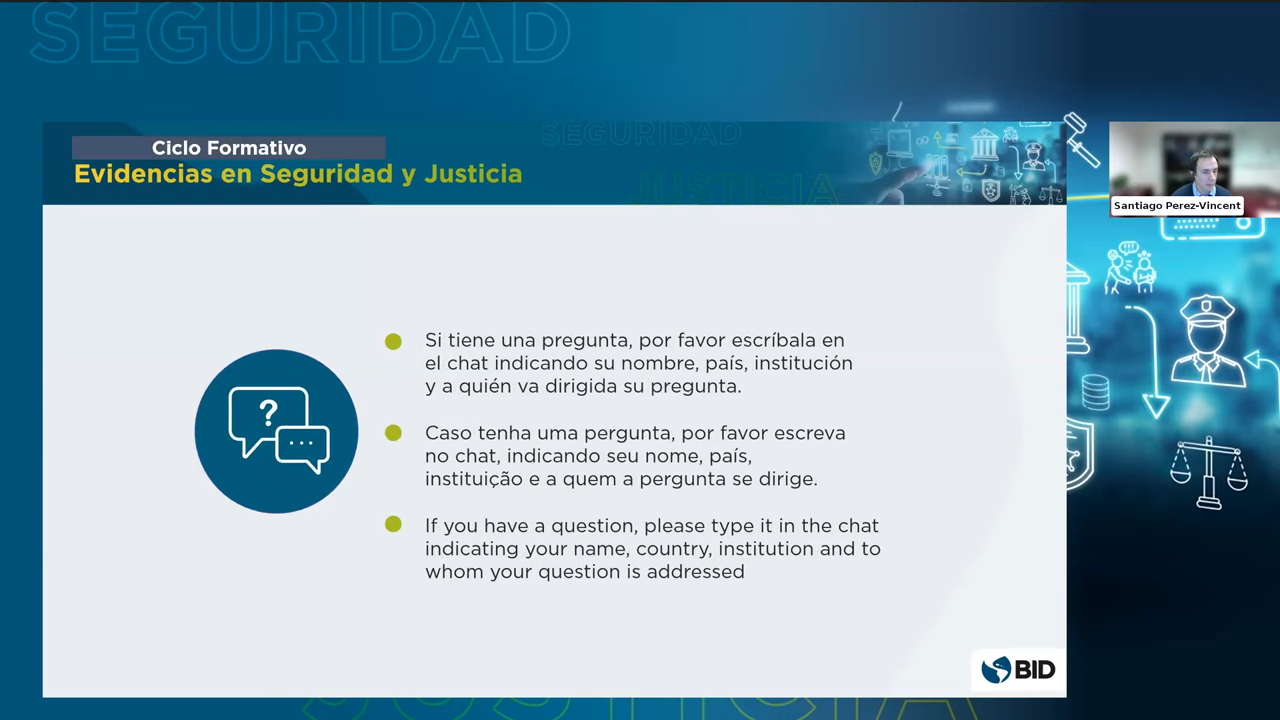 SEGURIDAD
SEGURIDAD
JUSTICIA
Ciclo Formativo
Evidencias en Seguridad y Justicia
Santiago Perez-Vincent
Si tiene una pregunta, por favor escríbala en
el chat indicando su nombre, país, institución
y a quién va dirigida su pregunta.
Caso tenha uma pergunta, por favor escreva
no chat, indicando seu nome, país,
instituição e a quem a pergunta se dirige.
If you have a question, please type it in the chat
indicating your name, country, institution and to
whom your question is addressed
BID
JUSTICIA